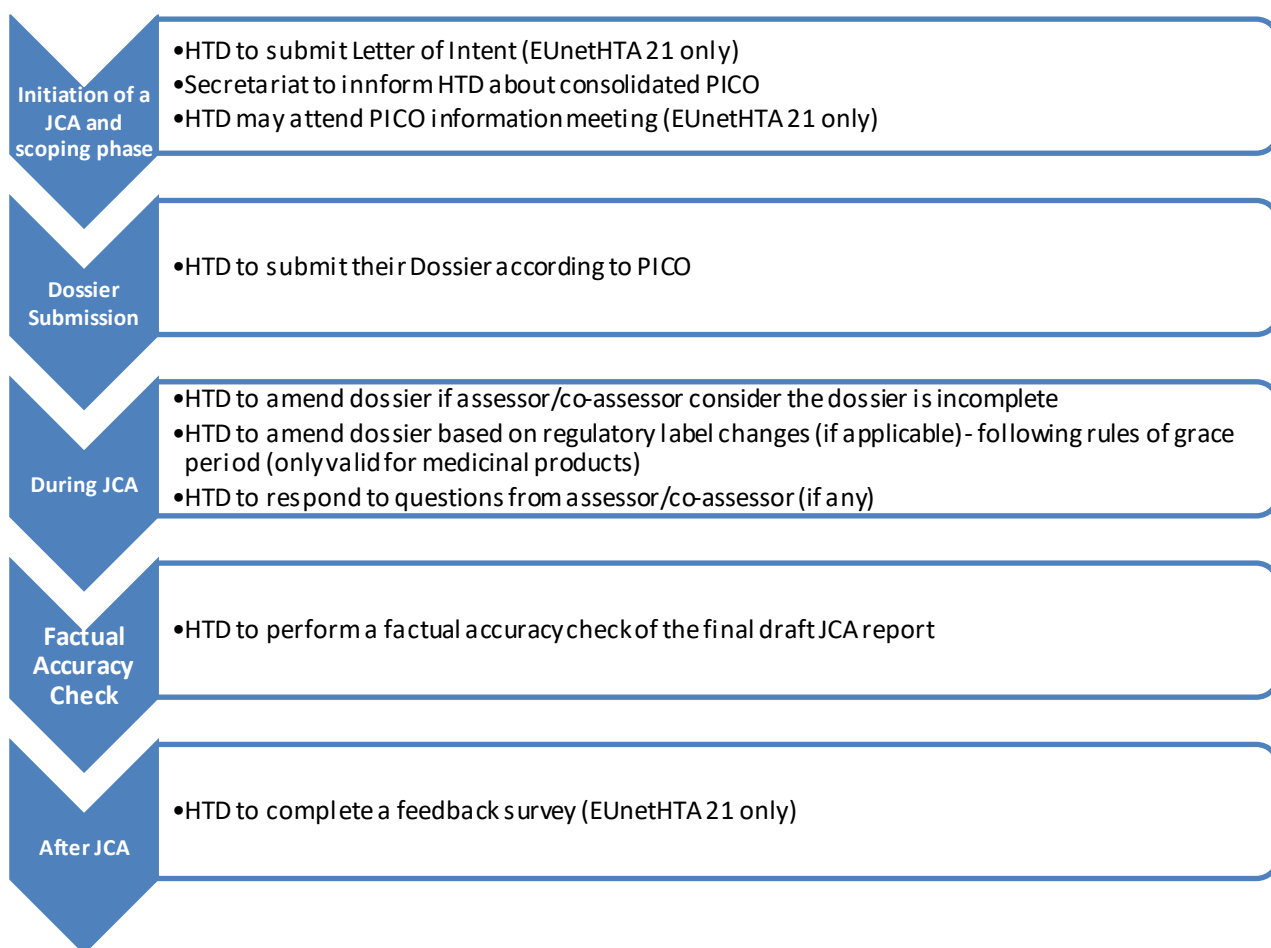 Initiation of a
JCA and
scoping phase
•HTD to submit Letter of Intent (EUnetHTA 21 only)
•Secretariat to innform HTD about consolidated PICO
•HTD may attend PICO information meeting (EUnetHTA 21 only)
Dossier
Submission
•HTD to submit their Dossier according to PICO
During JCA
•HTD to amend dossier if assessor/co-assessor consider the dossier is incomplete
•HTD to amend dossier based on regulatory label changes (if applicable)- following rules of grace
period (only valid for medicinal products)
•HTD to respond to questions from assessor/co-assessor (if any)
Factual
Accuracy
Check
•HTD to perform a factual accuracy check of the final draft JCA report
After JCA
•HTD to complete a feedback survey (EUnetHTA 21 only)